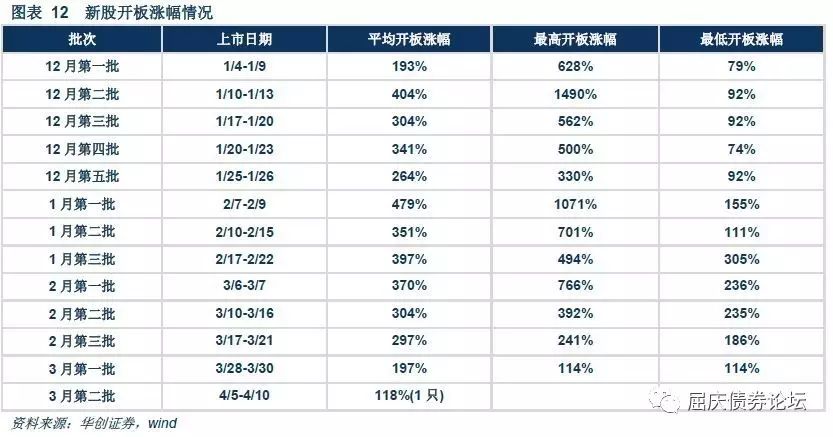 图表 12 新股开板涨幅情况
批次 上市日期 平均开板涨幅 最高开板涨幅 最低开板涨幅
12 月第一批 1/4-1/9 193% 628% 79%
12 月第二批 1/10-1/13 404% 1490% 92%
12 月第三批 1/17-1/20 304% 562% 92%
12 月第四批 1/20-1/23 341% 500% 74%
12 月第五批 1/25-1/26 264% 330% 92%
1 月第一批 2/7-2/9 479% 1071% 155%
1 月第二批 2/10-2/15 351% 701% 111%
1 月第三批 2/17-2/22 397% 494% 305%
2 月第一批 3/6-3/7 370% 766% 236%
2 月第二批 3/10-3/16 304% 392% 235%
2 月第三批 3/17-3/21 297% 241% 186%
3 月第一批 3/28-3/30 197% 114% 114%
3 月第二批 4/5-4/10 118%(1 只)
屈庆债券论坛
资料来源：华创证券，wind